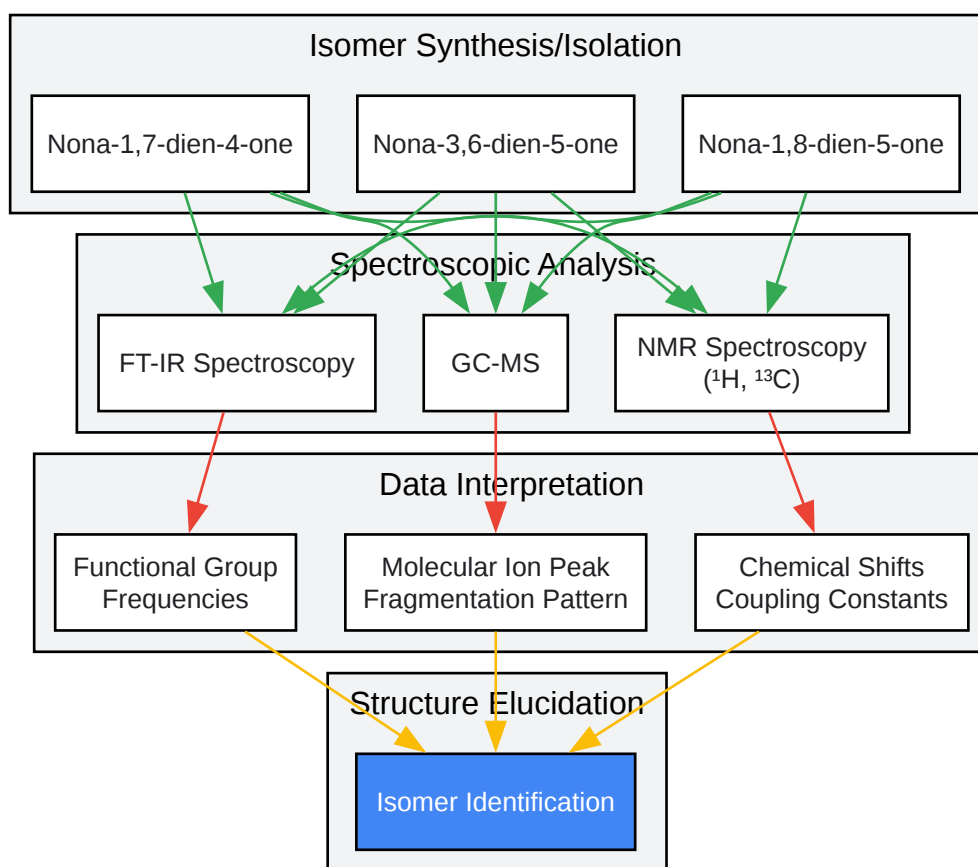 Isomer Synthesis/Isolation
Nona-1,7-dien-4-one
Nona-3,6-dien-5-one
Nona-1,8-dien-5-one
Spectroscopic Analysis
FT-IR Spectroscopy
GC-MS
NMR Spectroscopy
(¹H, ¹³C)
Data Interpretation
Functional Group
Frequencies
Molecular Ion Peak
Fragmentation Pattern
Chemical Shifts
Coupling Constants
Structure Elucidation
Isomer Identification